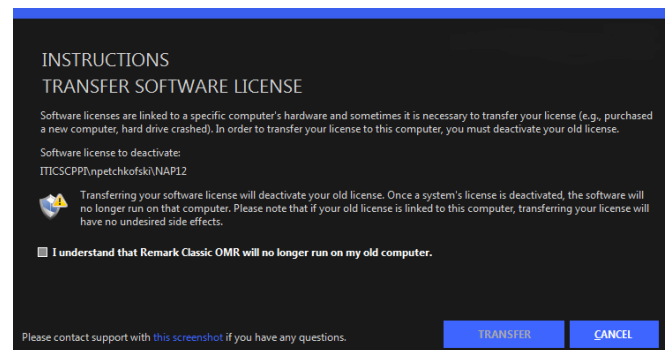 INSTRUCTIONS
TRANSFER SOFTWARE LICENSE
Software licenses are linked to a specific computer's hardware and sometimes it is necessary to transfer your license (e.g., purchased
a new computer, hard drive crashed). In order to transfer your license to this computer, you must deactivate your old license.
Software license to deactivate:
ITICSCPPI\npetchkofski\NAP12
Transferring your software license will deactivate your old license. Once a system's license is deactivated, the software will
no longer run on that computer. Please note that if your old license is linked to this computer, transferring your license will
have no undesired side effects.
I understand that Remark Classic OMR will no longer run on my old computer.
Please contact support with this screenshot if you have any questions.
TRANSFER
CANCEL